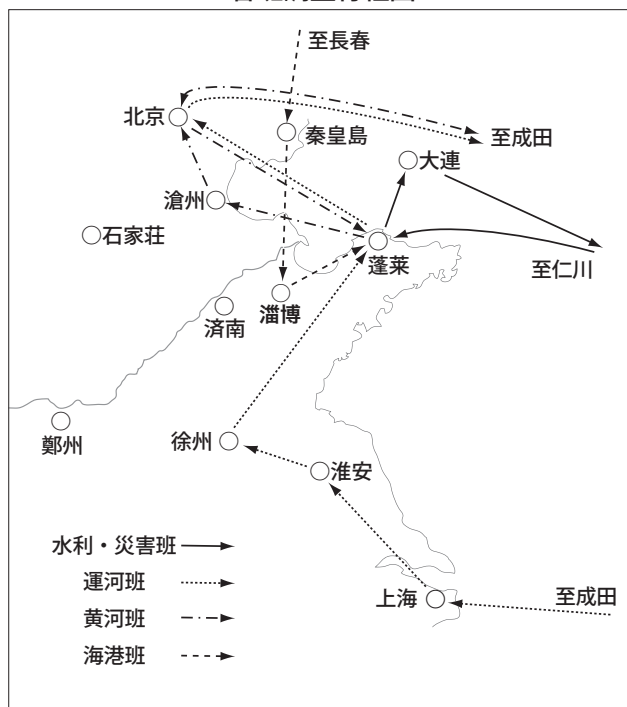 至長春
北京
秦皇島
至成田
大連
滄州
石家荘
蓬莱
至仁川
淄博
済南
鄭州
徐州
淮安
水利・災害班
運河班
上海
至成田
黄河班
海港班